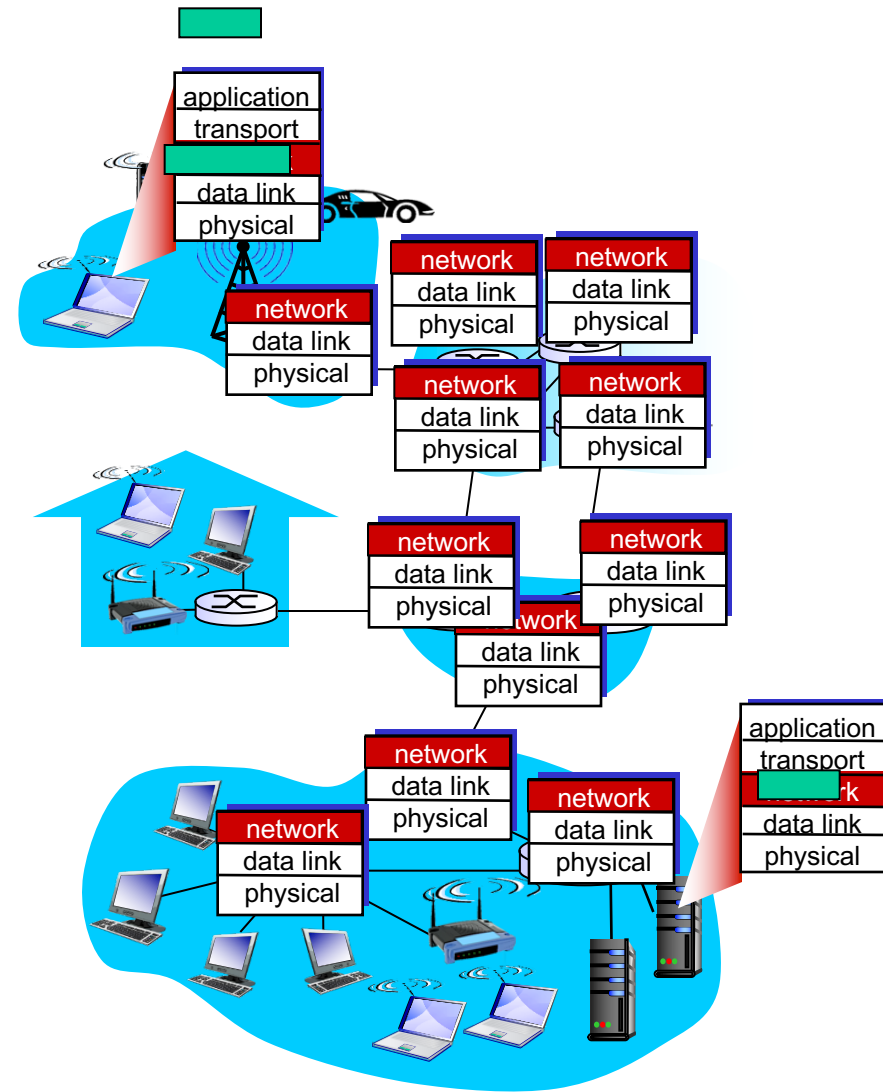 application
transport
data link
physical
network
data link
physical
network
data link
physical
network
data link
physical
network
data link
physical
network
data link
physical
network
data link
physical
network
data link
physical
network
data link
physical
network
data link
physical
network
data link
physical
network
data link
physical
application
transport
data link
physical